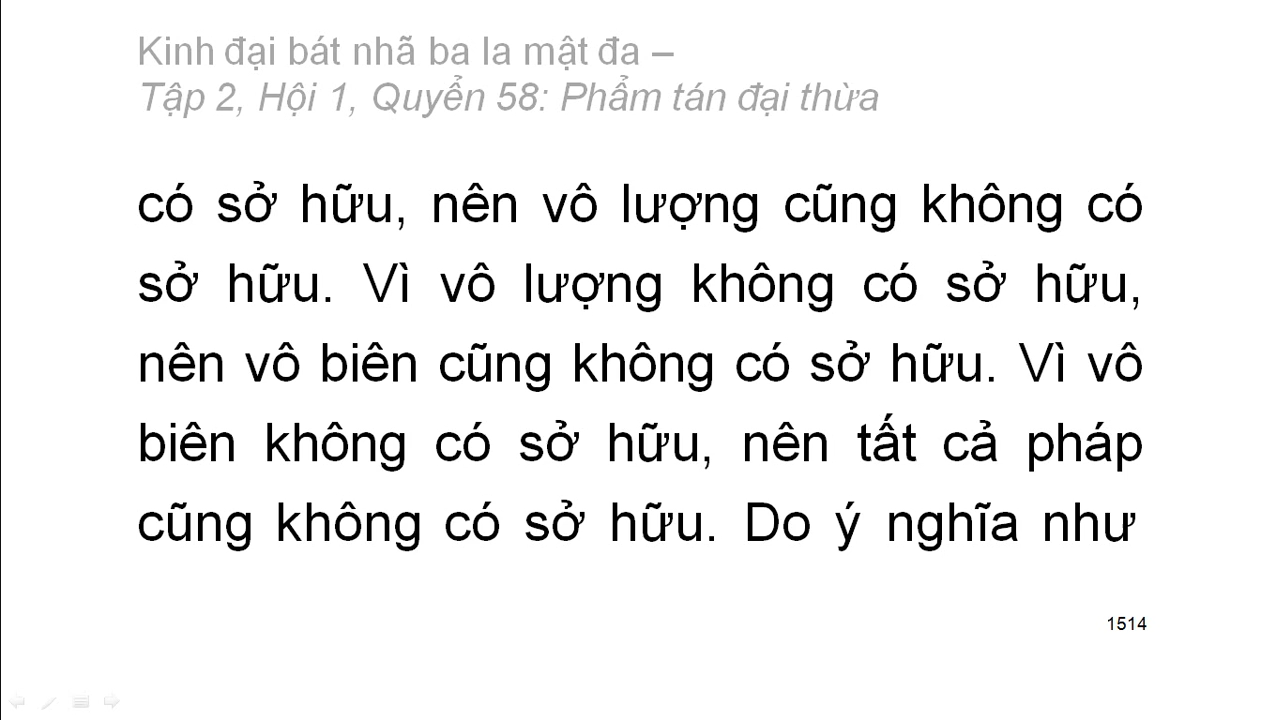 Kinh đại bát nhã ba la mật đa –
Tập 2, Hội 1, Quyển 58: Phẩm tán đại thừa
có sở hữu, nên vô lượng cũng không có
sở hữu. Vì vô lượng không có sở hữu,
nên vô biên cũng không có sở hữu. Vì vô
biên không có sở hữu, nên tất cả pháp
cũng không có sở hữu. Do ý nghĩa như
1514